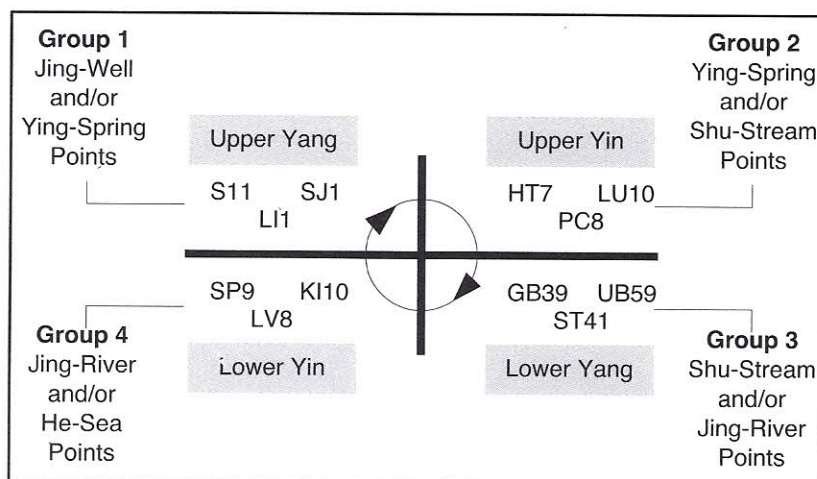 Group 1
Jing-Well
and/or
Ying-Spring
Points
Upper Yang
S11 SJ1
LI1
Upper Yin
HT7 LU10
PC8
Group 2
Ying-Spring
and/or
Shu-Stream
Points
SP9 KI10
LV8
Lower Yin
Group 4
Jing-River
and/or
He-Sea
Points
GB39 UB59
ST41
Lower Yang
Group 3
Shu-Stream
and/or
Jing-River
Points